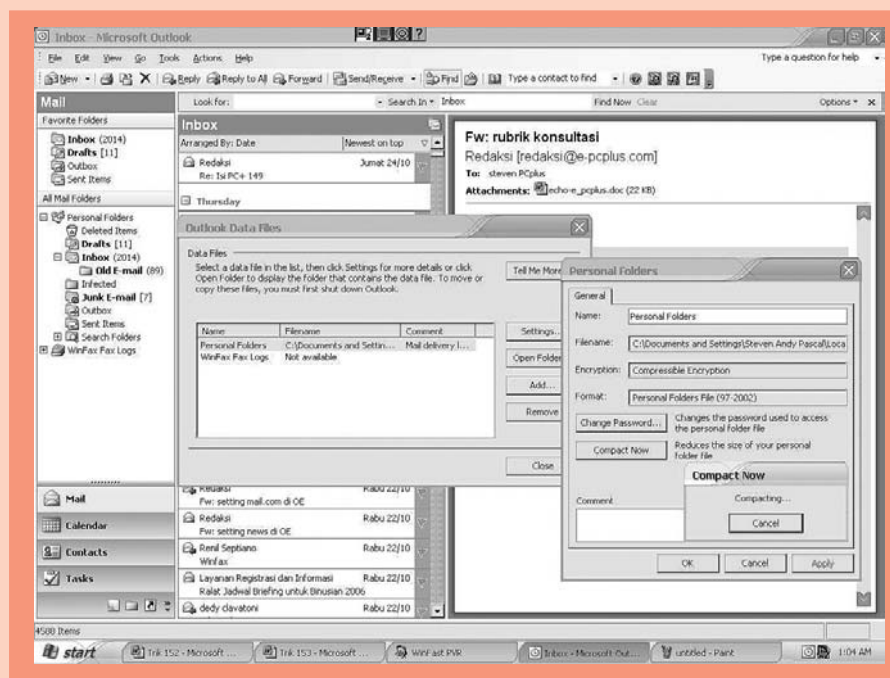 Inbox - Microsoft Outlook
File Edit View Go Tools Actions Help
Type a question for help
New
Reply Reply to All Forward Send/Receive Find Type a contact to find
Mail
Look for: Search In Inbox Find Now Clear Options
Favorite Folders
Inbox (2014)
Drafts [11]
Outbox
Sent Items
All Mail Folders
Personal Folders
Deleted Items
Drafts [11]
Inbox (2014)
Old E-mail (89)
Infected
Junk E-mail [7]
Outbox
Sent Items
Search Folders
WinFax Fax Logs
Mail
Calendar
Contacts
Tasks
Inbox
Arranged By: Date Newest on top
Redaksi Jumat 24/10
Re: Isi PC+ 149
Thursday
Fw: rubrik konsultasi
Redaksi [redaksi@e-pcplus.com]
To: steven PCplus
Attachments: echo-e_pcplus.doc (22 KB)
Outlook Data Files
Data Files
Select a data file in the list, then click Settings for more details or click
Open Folder to display the folder that contains the data file. To move or
copy these files, you must first shut down Outlook.
Tell Me More
Name Filename Comment
Personal Folders C:\Documents and Settin... Mail delivery l...
WinFax Fax Logs Not available
Settings...
Open Folder
Add...
Remove
Close
Personal Folders
General
Name: Personal Folders
Filename: C:\Documents and Settings\Steven Andy Pascal\Loca
Encryption: Compressible Encryption
Format: Personal Folders File (97-2002)
Change Password... Changes the password used to access
the personal folder file
Compact Now Reduces the size of your personal
folder file
Comment
Compact Now
Compacting...
Cancel
OK Cancel Apply
Redaksi Rabu 22/10
Fw: setting mail.com di OE
Redaksi Rabu 22/10
Fw: setting news di OE
Renil Septiano Rabu 22/10
Winfax
Layanan Registrasi dan Informasi Rabu 22/10
Ralat Jadwal Briefing untuk Binusian 2006
dedy davatoni Rabu 22/10
4588 Items
start Trik 152 - Microsoft ... Trik 153 - Microsoft ... WinFast PVR Inbox - Microsoft Out... untitled - Paint 1:04 AM